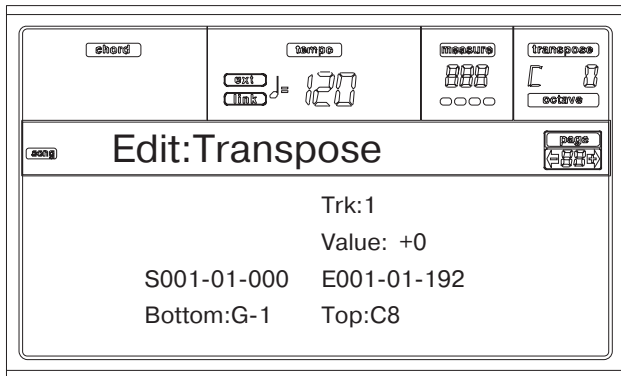 chord tempo measure transpose
ext
link = 120 888 C 0
octave
song Edit:Transpose page
88
Trk:1
Value: +0
S001-01-000 E001-01-192
Bottom:G-1 Top:C8